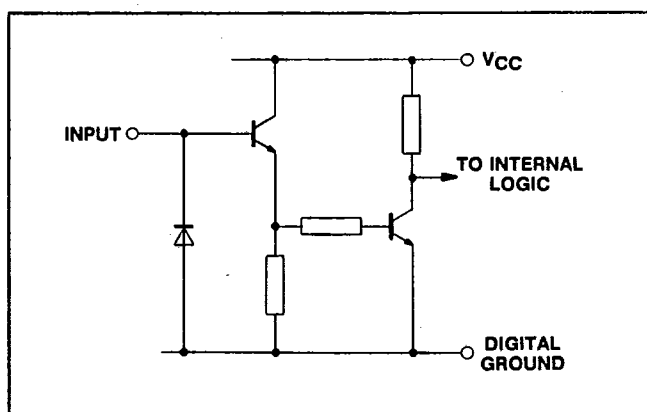 VCC
INPUT
TO INTERNAL
LOGIC
DIGITAL
GROUND